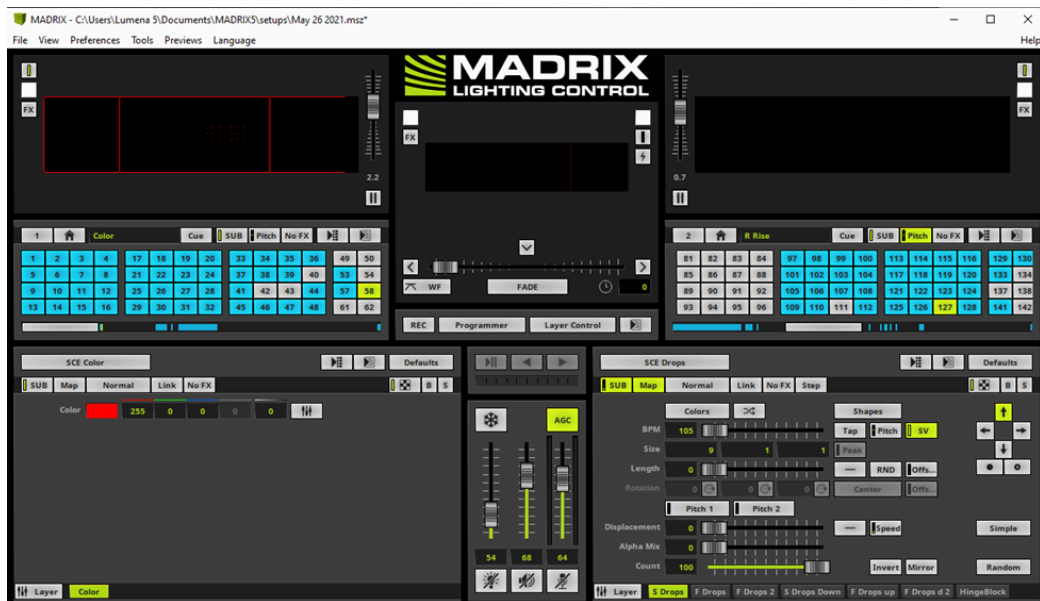 MADRIX - C:\Users\Lumena 5\Documents\MADRIX5\setups\May 26 2021.msz*
File View Preferences Tools Previews Language Help
MADRIX
LIGHTING CONTROL
FX FX FX
2.2 0.7
1 Color Cue SUB Pitch No FX
1 2 3 4 17 18 19 20 33 34 35 36 49 50
5 6 7 8 21 22 23 24 37 38 39 40 53 54
9 10 11 12 25 26 27 28 41 42 43 44 57 58
13 14 15 16 29 30 31 32 45 46 47 48 61 62
WF FADE 0
REC Programmer Layer Control
2 R Rise Cue SUB Pitch No FX
81 82 83 84 97 98 99 100 113 114 115 116 129 130
85 86 87 88 101 102 103 104 117 118 119 120 133 134
89 90 91 92 105 106 107 108 121 122 123 124 137 138
93 94 95 96 109 110 111 112 125 126 127 128 141 142
SCE Color Defaults
SUB Map Normal Link No FX B S
Color 255 0 0 0 0
Layer Color
AGC
54 68 64
SCE Drops Defaults
SUB Map Normal Link No FX Step B S
Colors Shapes
BPM 105 Tap Pitch SV
Size 9 1 1 Peak
Length 0 RND Offs...
Rotation 0 0 0 Center Offs...
Pitch 1 Pitch 2
Displacement 0 Speed Simple
Alpha Mix 0
Count 100 Invert Mirror Random
Layer S Drops F Drops F Drops 2 S Drops Down F Drops up F Drops d 2 HingeBlock